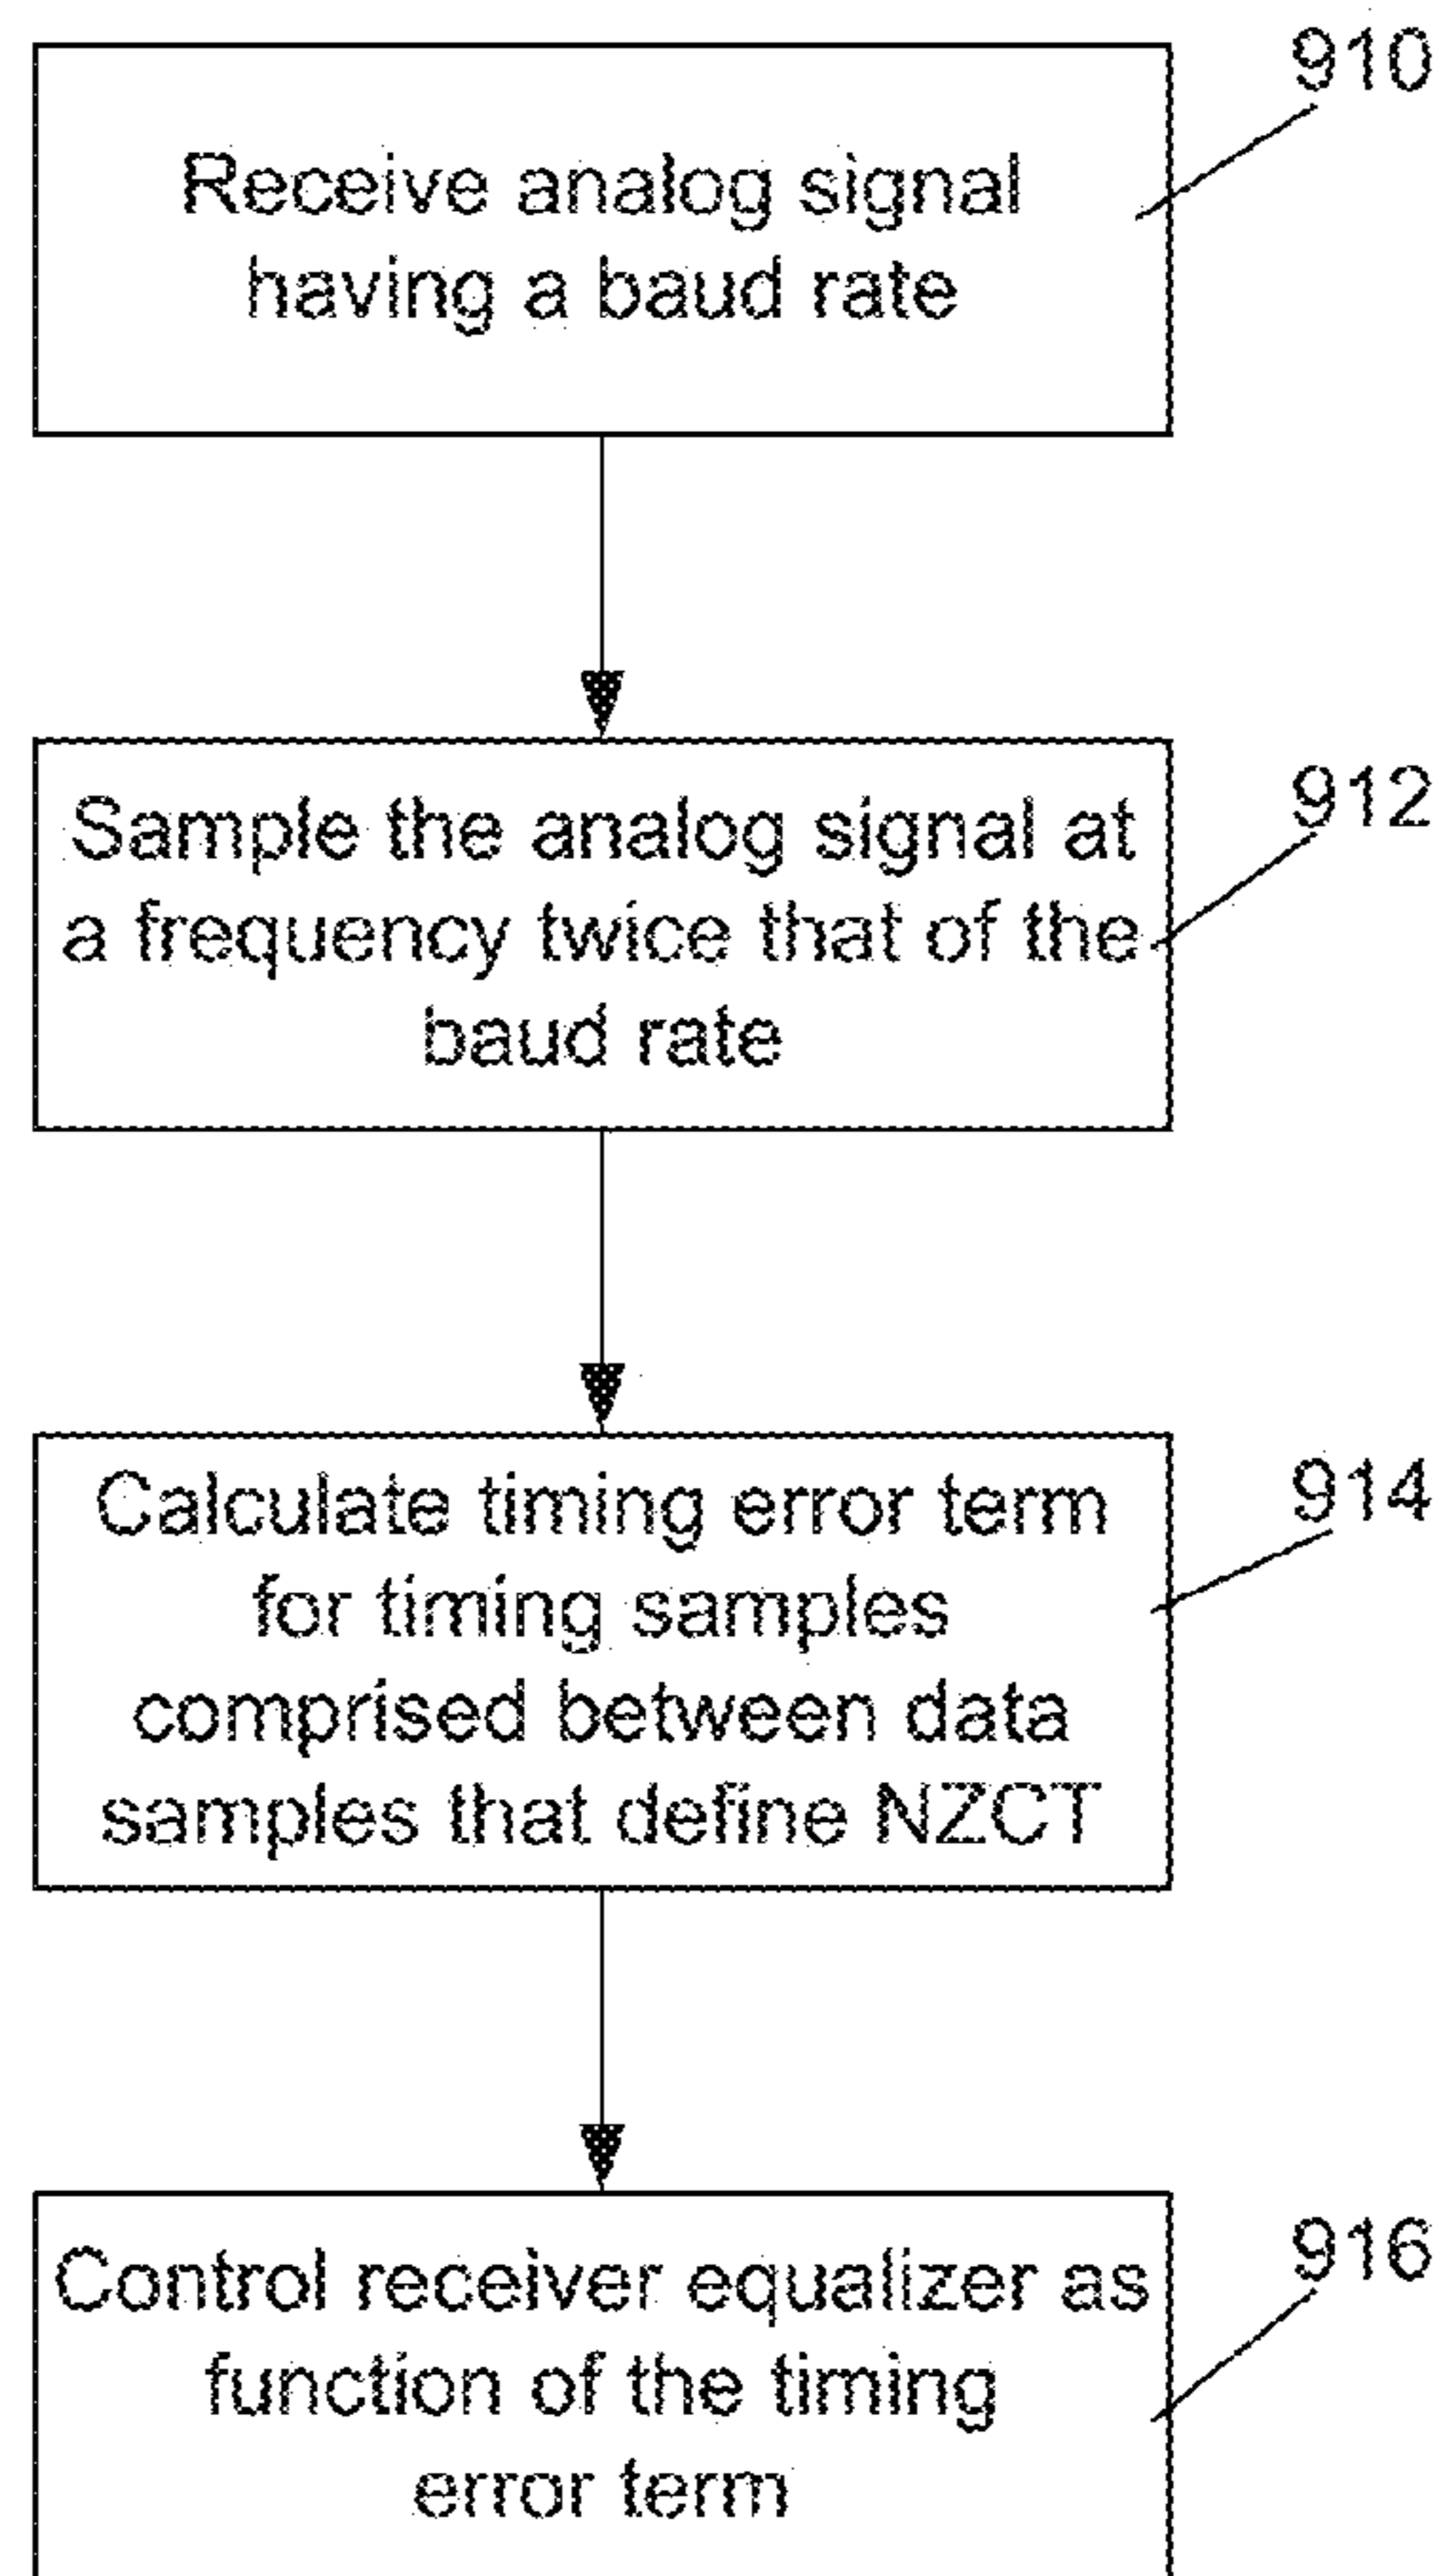 910
Receive analog signal
having a baud rate
912
Sample the analog signal at
a frequency twice that of the
baud rate
914
Calculate timing error term
for timing samples
comprised between data
samples that define NZCT
916
Control receiver equalizer as
function of the timing
error term